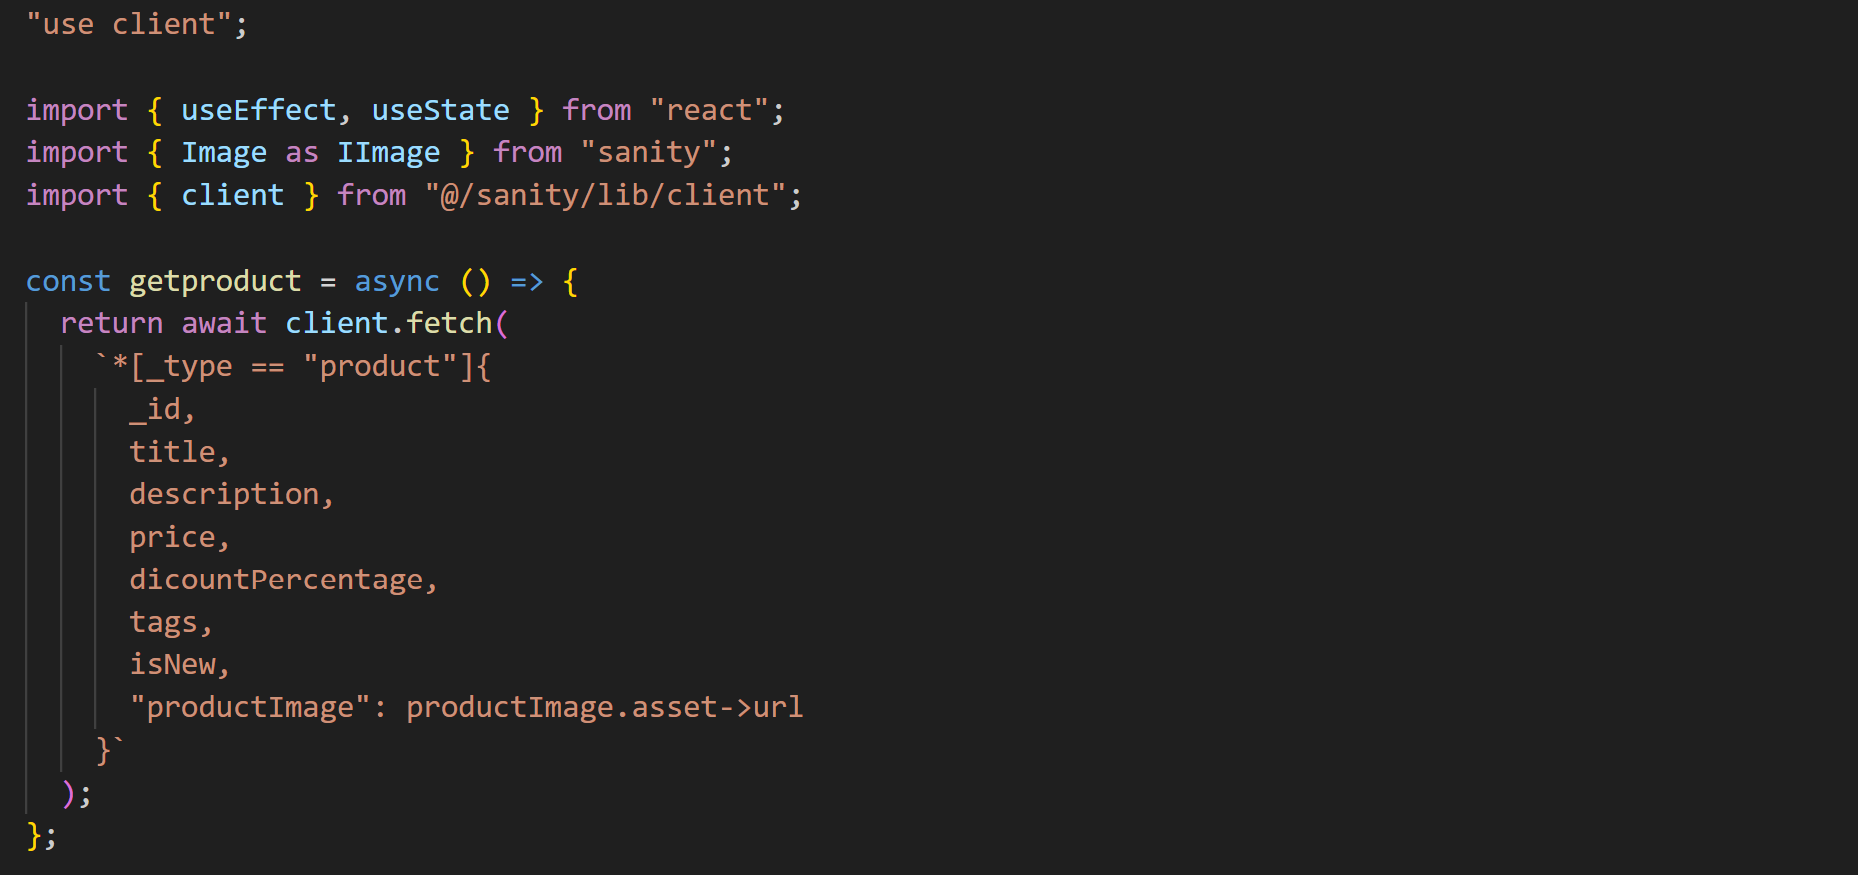 "use client";
import { useEffect, useState } from "react";
import { Image as IImage } from "sanity";
import { client } from "@/sanity/lib/client";
const getproduct = async () => {
return await client.fetch(
`*[_type == "product"]{
_id,
title,
description,
price,
dicountPercentage,
tags,
isNew,
"productImage": productImage.asset->url
}`
);
};